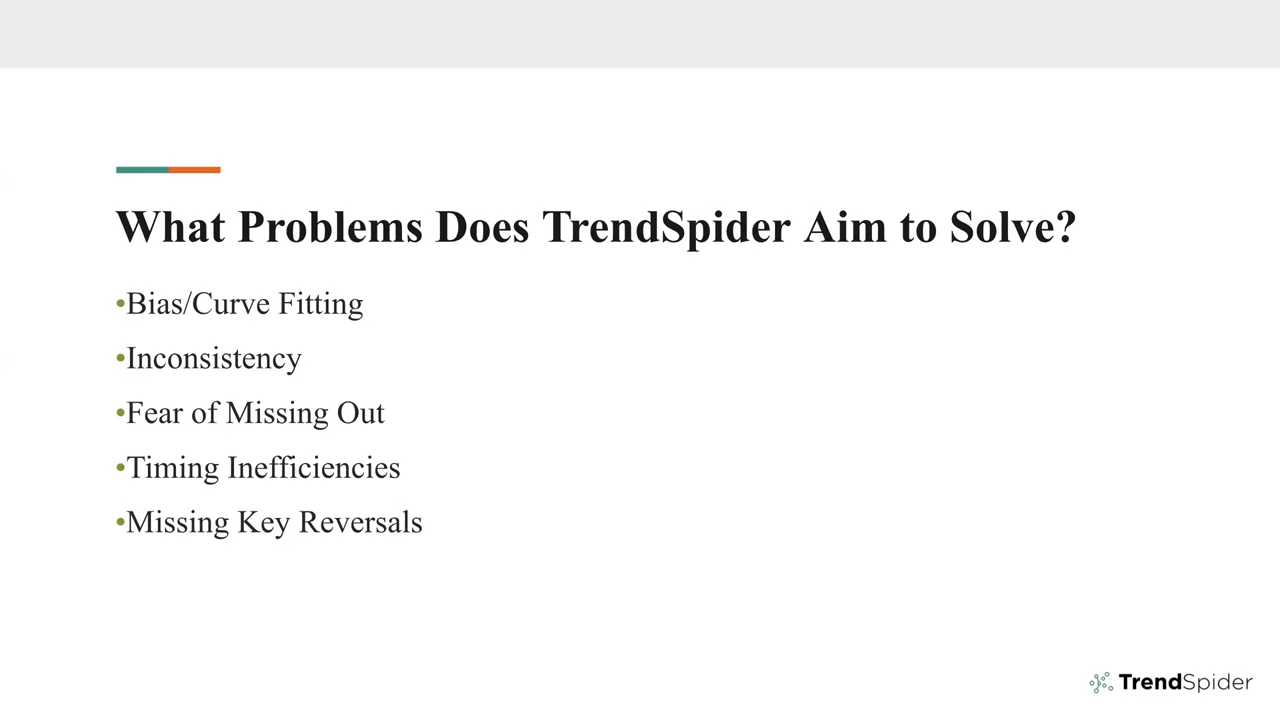 What Problems Does TrendSpider Aim to Solve?
•Bias/Curve Fitting
•Inconsistency
•Fear of Missing Out
•Timing Inefficiencies
•Missing Key Reversals
TrendSpider